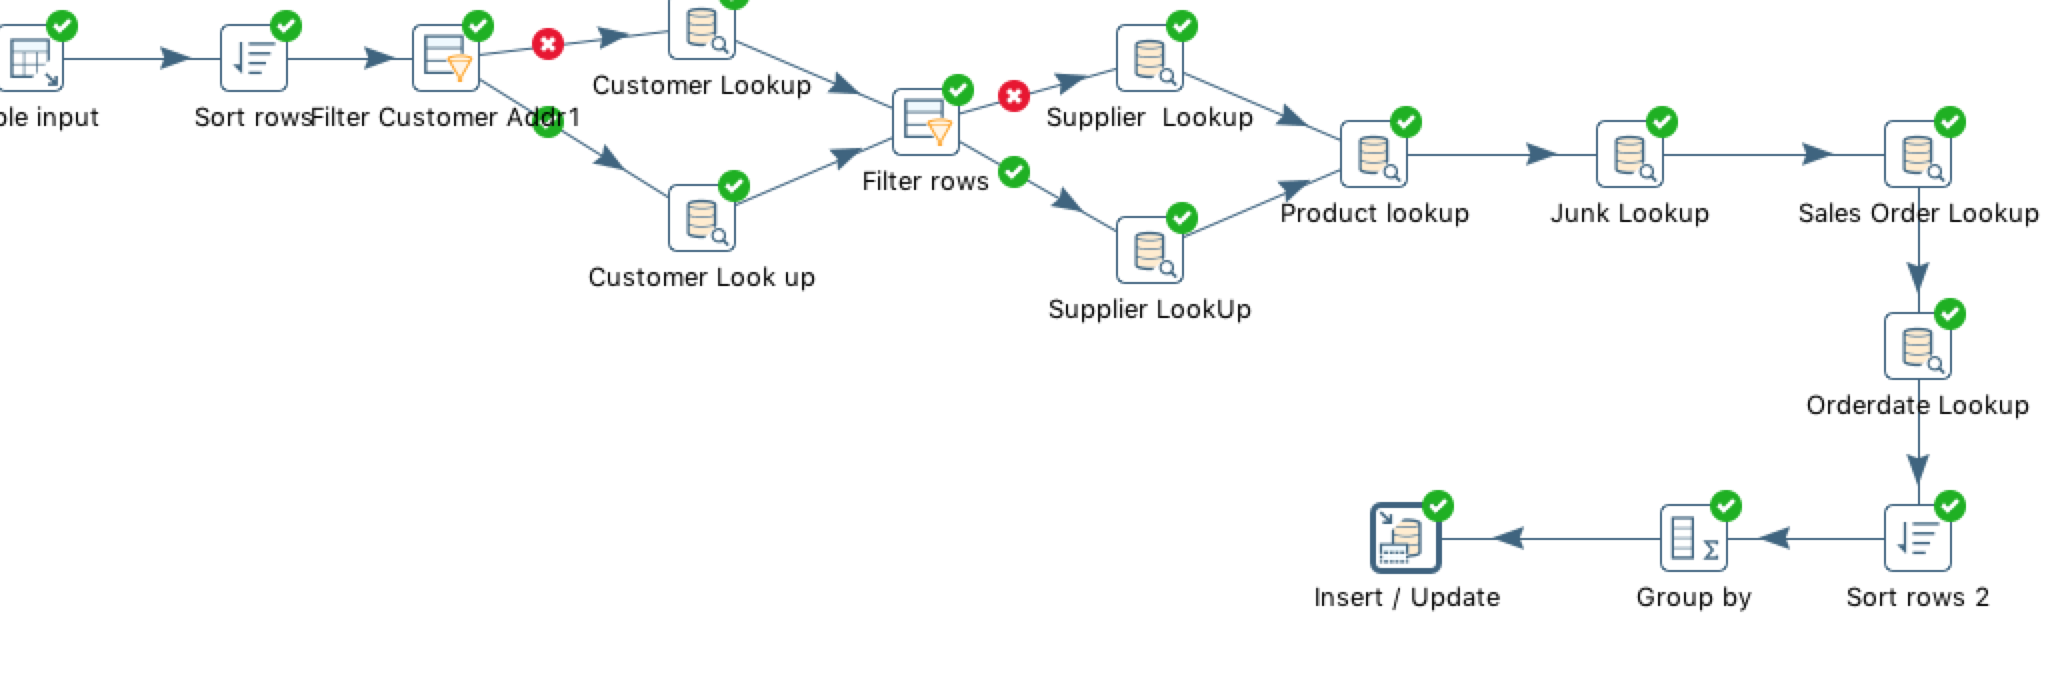 ble input
Sort rows
Filter Customer Addr1
Customer Lookup
Customer Look up
Filter rows
Supplier  Lookup
Supplier LookUp
Product lookup
Junk Lookup
Sales Order Lookup
Orderdate Lookup
Insert / Update
Group by
Sort rows 2